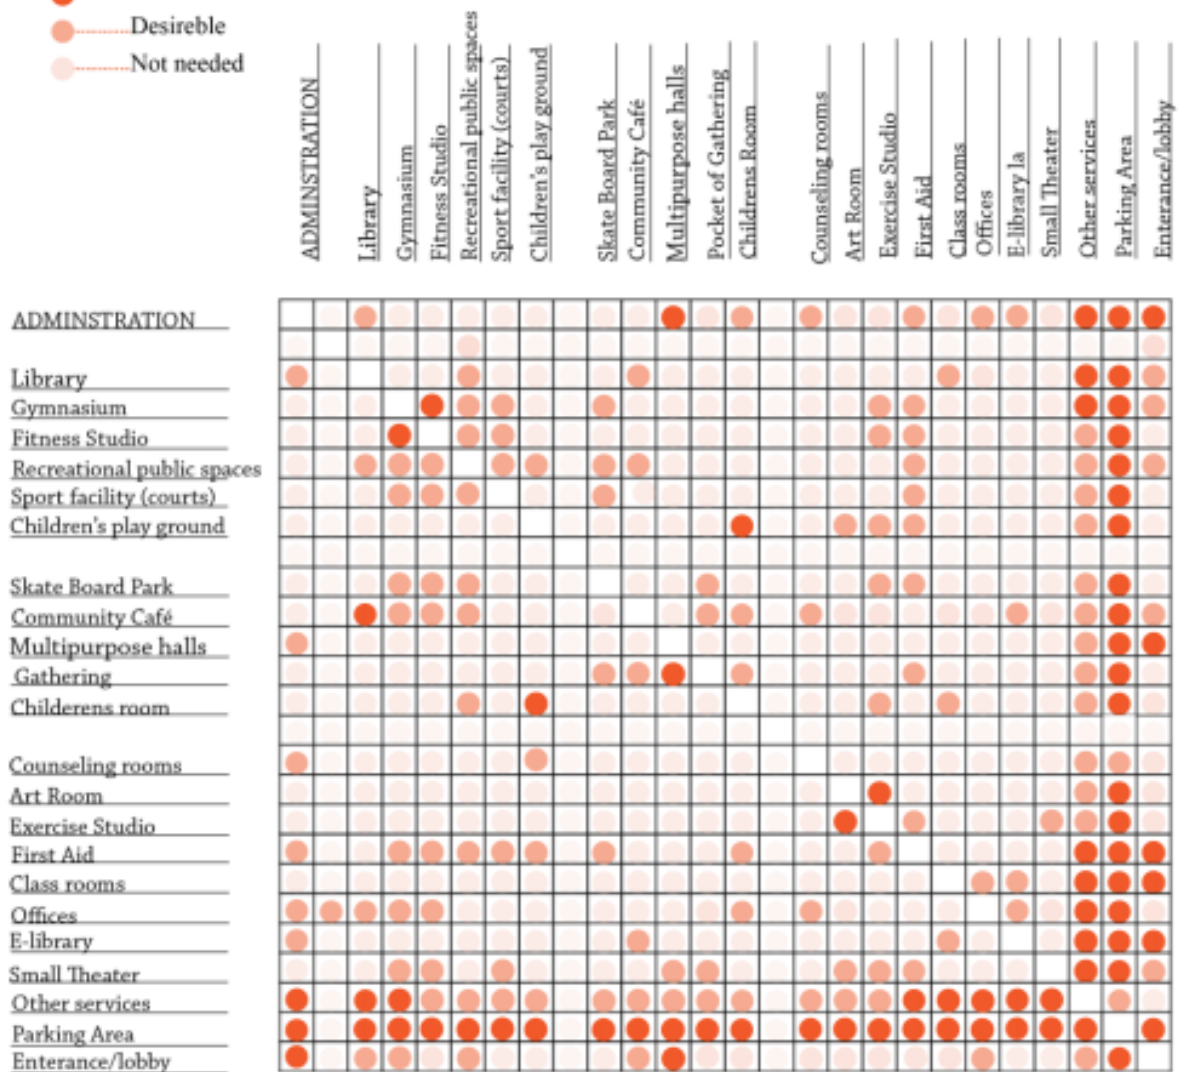 Desireble
Not needed
ADMINSTRATION
Library
Gymnasium
Fitness Studio
Recreational public spaces
Sport facility (courts)
Children's play ground
Skate Board Park
Community Café
Multipurpose halls
Pocket of Gathering
Childrens Room
Counseling rooms
Art Room
Exercise Studio
First Aid
Class rooms
Offices
E-library la
Small Theater
Other services
Parking Area
Enterance/lobby
ADMINSTRATION
Library
Gymnasium
Fitness Studio
Recreational public spaces
Sport facility (courts)
Children's play ground
Skate Board Park
Community Café
Multipurpose halls
Gathering
Childerens room
Counseling rooms
Art Room
Exercise Studio
First Aid
Class rooms
Offices
E-library
Small Theater
Other services
Parking Area
Enterance/lobby